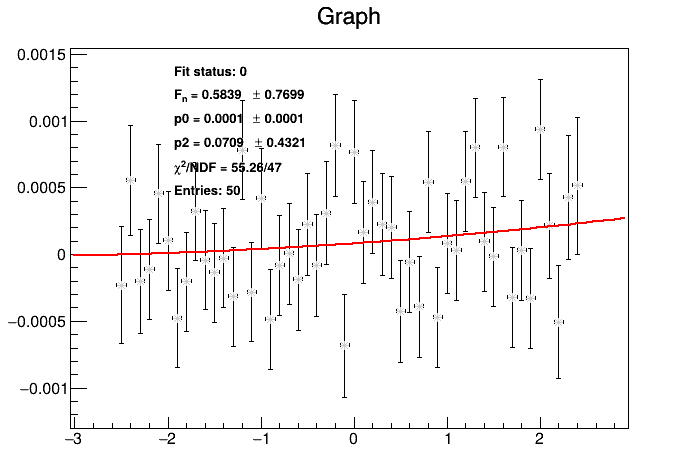 Graph
0.0015
0.001
0.0005
0
−0.0005
−0.001
Fit status: 0
Fn = 0.5839 ± 0.7699
p0 = 0.0001 ± 0.0001
p2 = 0.0709 ± 0.4321
χ²/NDF = 55.26/47
Entries: 50
−3 −2 −1 0 1 2